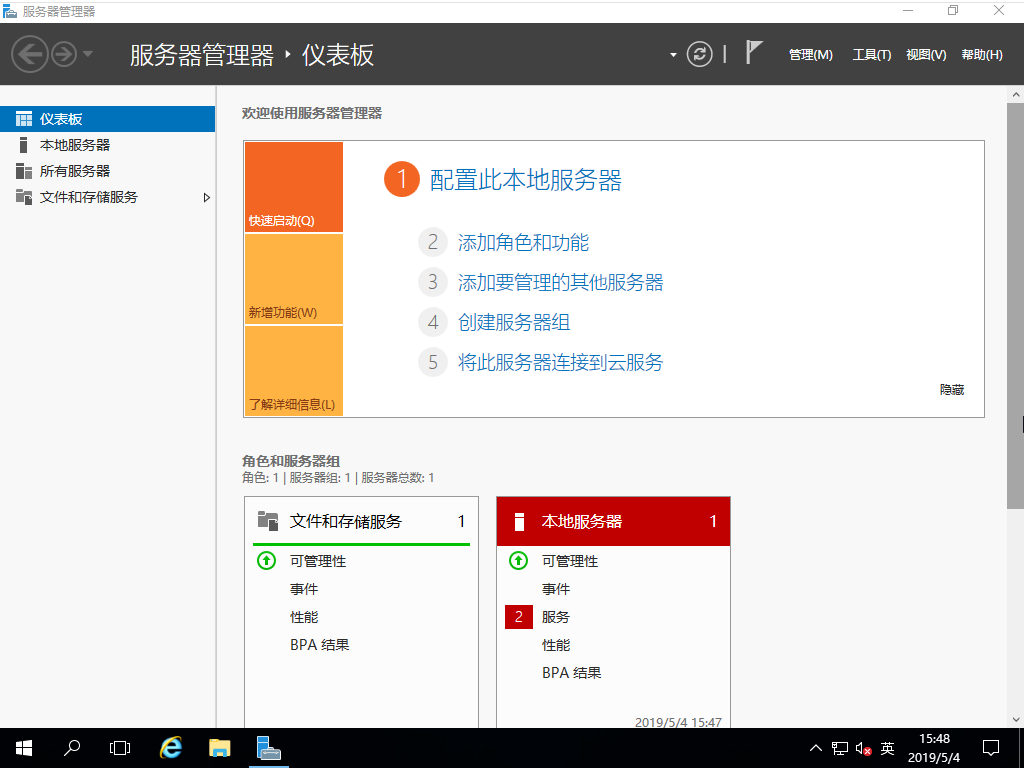 服务器管理器
服务器管理器 ‣ 仪表板
管理(M) 工具(T) 视图(V) 帮助(H)
仪表板
本地服务器
所有服务器
文件和存储服务
欢迎使用服务器管理器
快速启动(Q)
新增功能(W)
了解详细信息(L)
1 配置此本地服务器
2 添加角色和功能
3 添加要管理的其他服务器
4 创建服务器组
5 将此服务器连接到云服务
隐藏
角色和服务器组
角色: 1 | 服务器组: 1 | 服务器总数: 1
文件和存储服务 1
可管理性
事件
性能
BPA 结果
本地服务器 1
可管理性
事件
2 服务
性能
BPA 结果
2019/5/4 15:47
英
15:48
2019/5/4